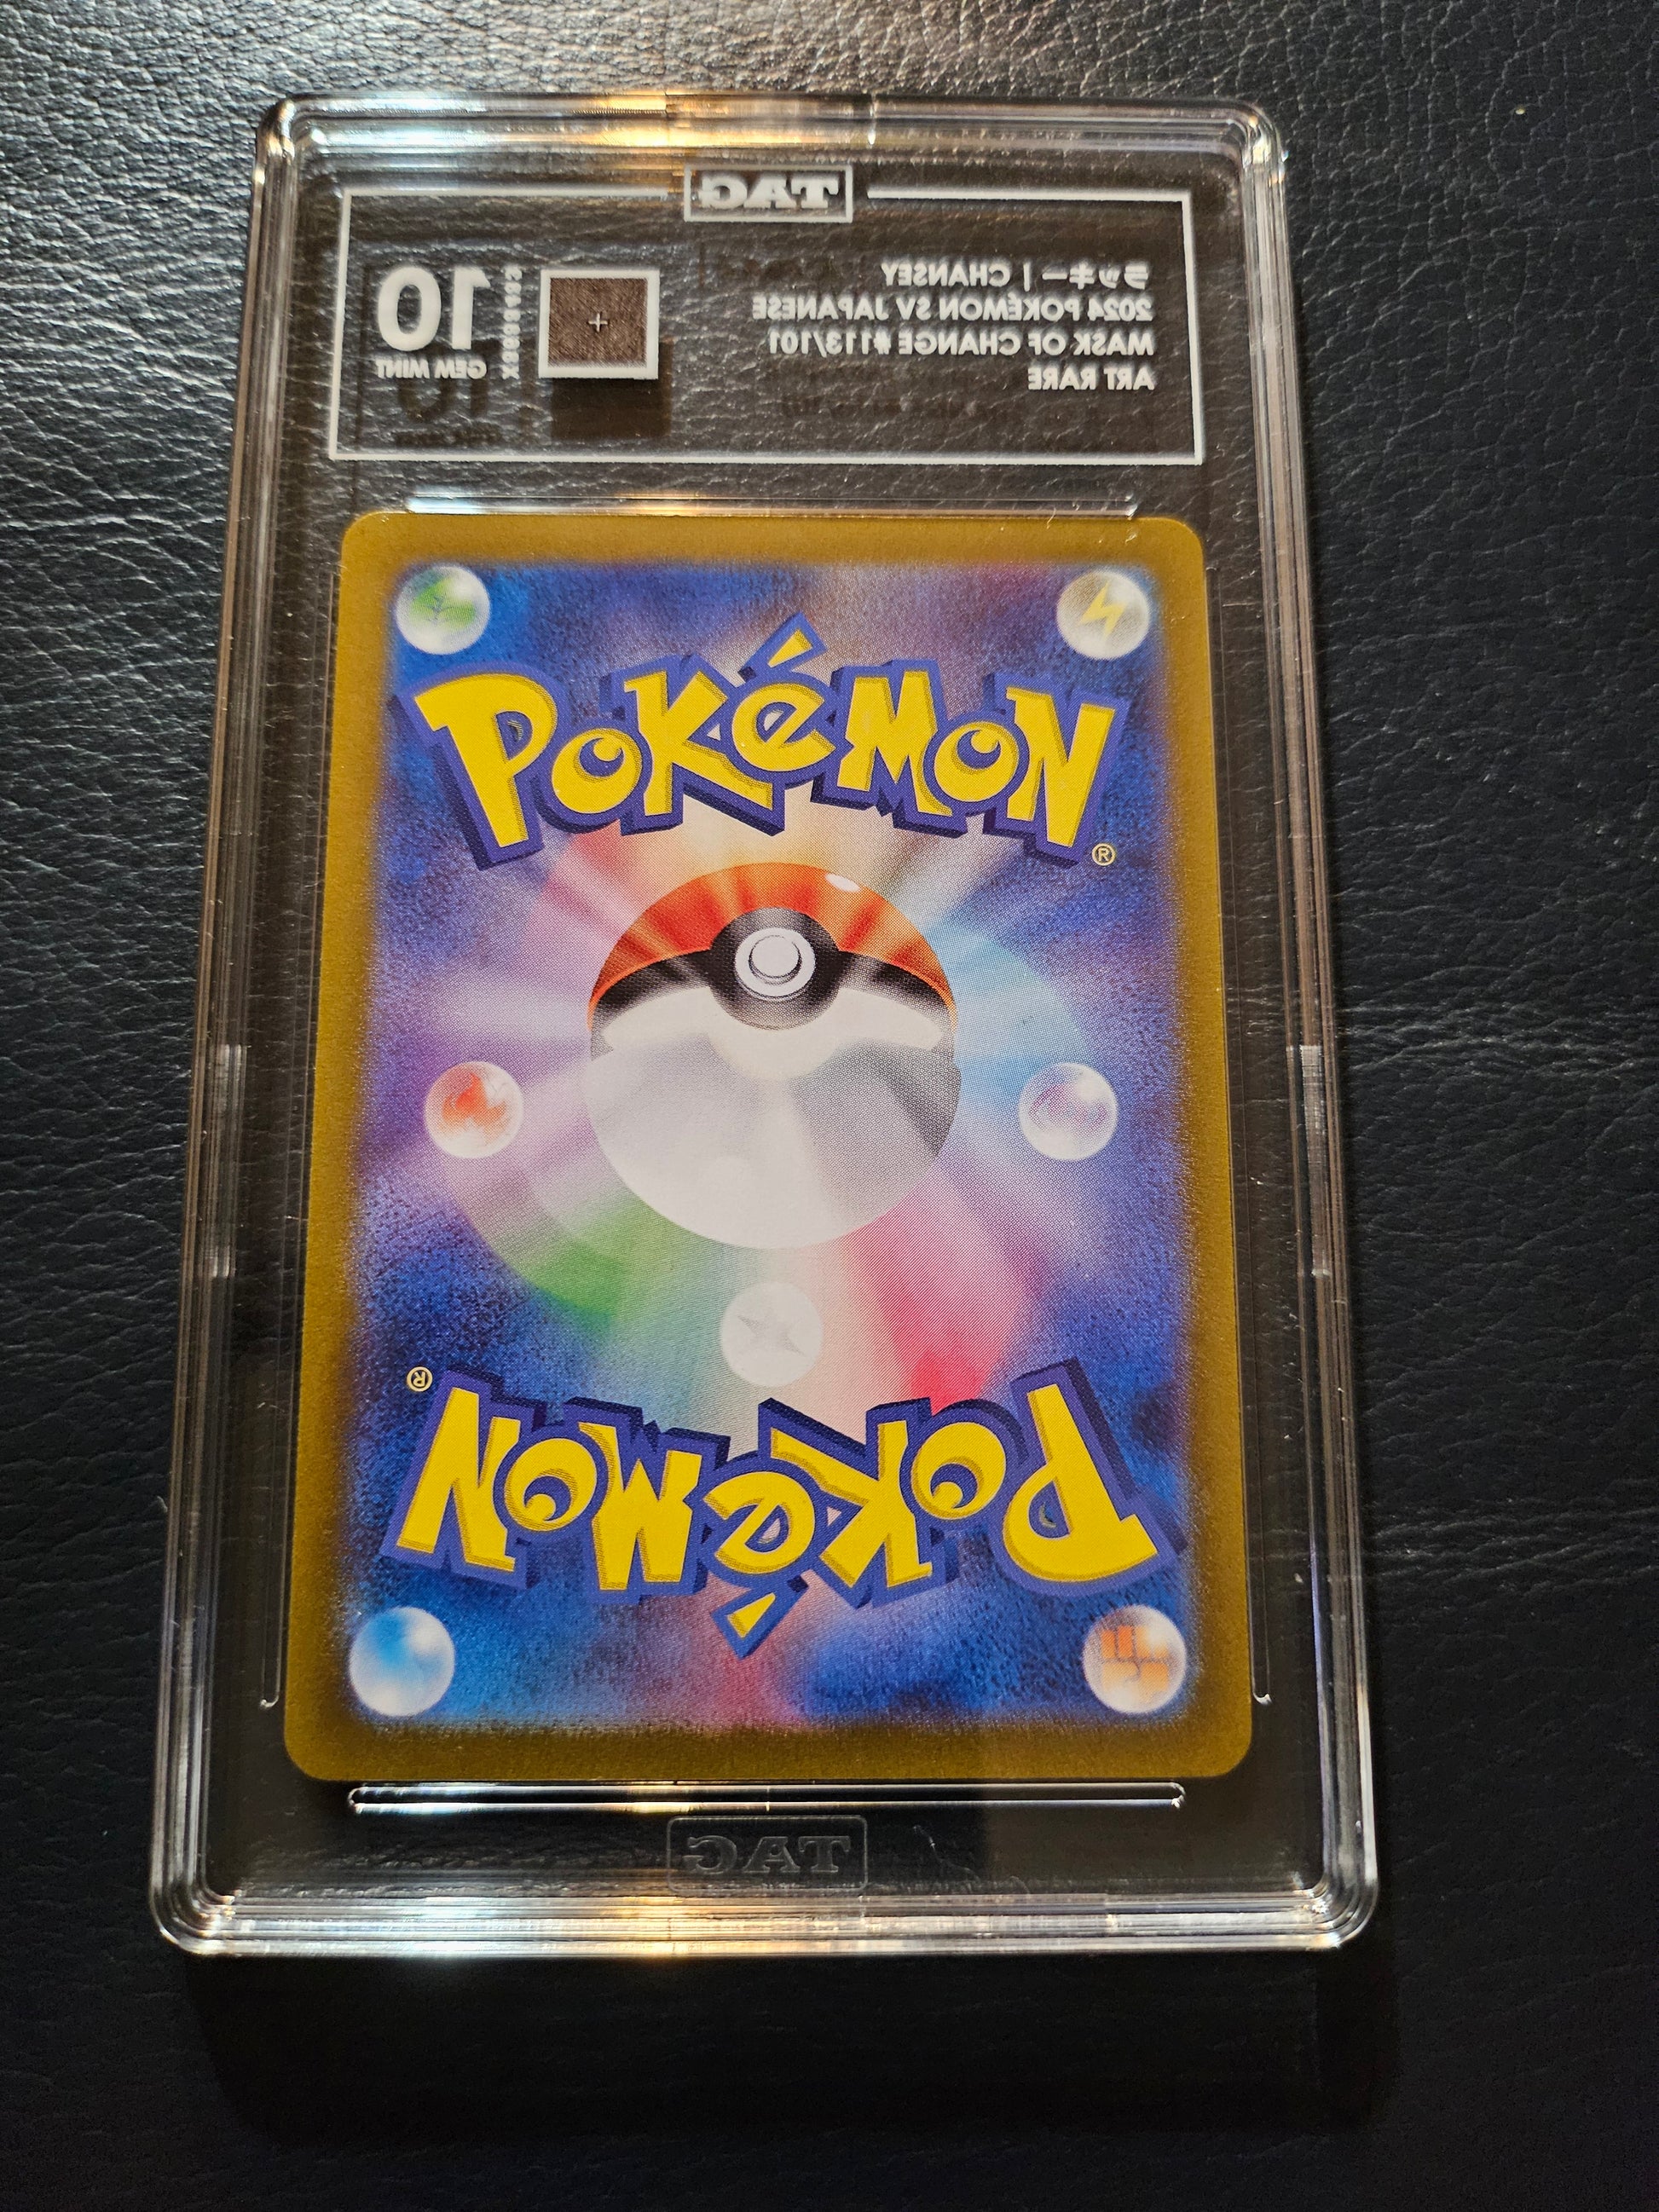 TAG
ラッキー | CHANSEY
2024 POKÉMON SV JAPANESE
MASK OF CHANGE #113/101
ART RARE
10
GEM MINT
POKéMON
®
POKéMON
®
TAG